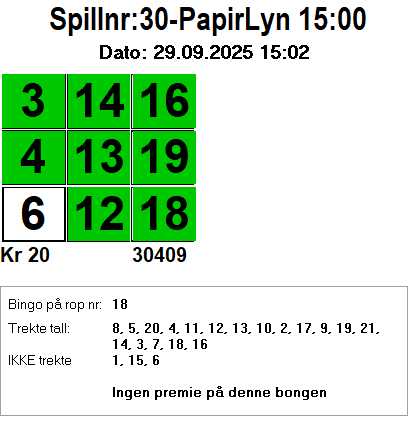 Spillnr:30-PapirLyn 15:00
Dato: 29.09.2025 15:02
3 14 16
4 13 19
6 12 18
Kr 20 30409
Bingo på rop nr: 18
Trekte tall: 8, 5, 20, 4, 11, 12, 13, 10, 2, 17, 9, 19, 21,
14, 3, 7, 18, 16
IKKE trekte 1, 15, 6
Ingen premie på denne bongen